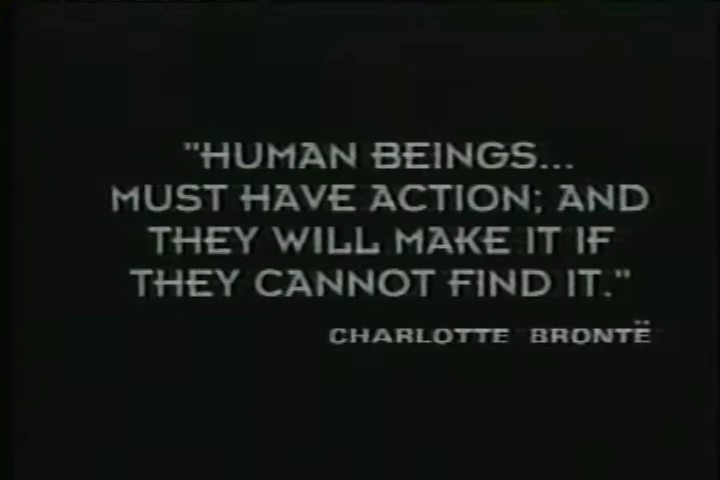 "HUMAN BEINGS...
MUST HAVE ACTION; AND
THEY WILL MAKE IT IF
THEY CANNOT FIND IT."
CHARLOTTE BRONTË